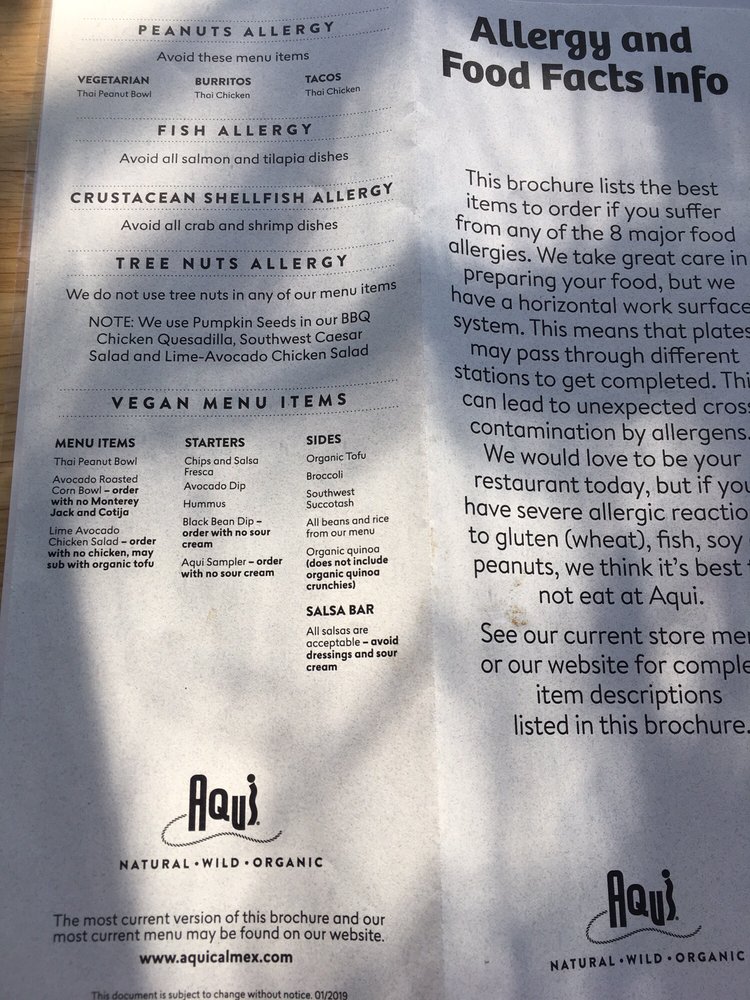 PEANUTS ALLERGY
Avoid these menu items
VEGETARIAN
Thai Peanut Bowl
BURRITOS
Thai Chicken
TACOS
Thai Chicken
FISH ALLERGY
Avoid all salmon and tilapia dishes
CRUSTACEAN SHELLFISH ALLERGY
Avoid all crab and shrimp dishes
TREE NUTS ALLERGY
We do not use tree nuts in any of our menu items
NOTE: We use Pumpkin Seeds in our BBQ
Chicken Quesadilla, Southwest Caesar
Salad and Lime-Avocado Chicken Salad
VEGAN MENU ITEMS
MENU ITEMS
Thai Peanut Bowl
Avocado Roasted
Corn Bowl – order
with no Monterey
Jack and Cotija
Lime Avocado
Chicken Salad – order
with no chicken, may
sub with organic tofu
STARTERS
Chips and Salsa
Fresca
Avocado Dip
Hummus
Black Bean Dip –
order with no sour
cream
Aqui Sampler – order
with no sour cream
SIDES
Organic Tofu
Broccoli
Southwest
Succotash
All beans and rice
from our menu
Organic quinoa
(does not include
organic quinoa
crunchies)
SALSA BAR
All salsas are
acceptable – avoid
dressings and sour
cream
AQUI
NATURAL • WILD • ORGANIC
The most current version of this brochure and our
most current menu may be found on our website.
www.aquicalmex.com
This document is subject to change without notice. 01/2019
Allergy and
Food Facts Info
This brochure lists the best
items to order if you suffer
from any of the 8 major food
allergies. We take great care in
preparing your food, but we
have a horizontal work surface
system. This means that plates
may pass through different
stations to get completed. Thi
can lead to unexpected cros
contamination by allergens.
We would love to be your
restaurant today, but if you
have severe allergic reactio
to gluten (wheat), fish, soy
peanuts, we think it's best
not eat at Aqui.
See our current store me
or our website for comple
item descriptions
listed in this brochure.
AQUI
NATURAL • WILD • ORGANIC